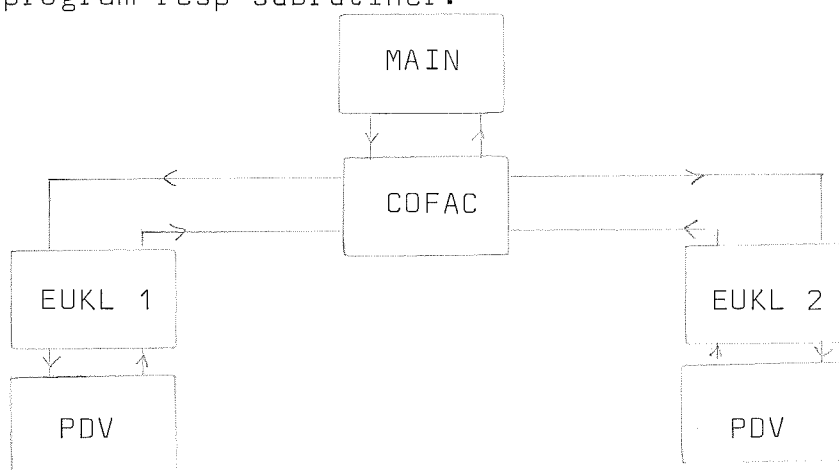 program resp subrutiner.
MAIN
COFAC
EUKL 1
EUKL 2
PDV
PDV